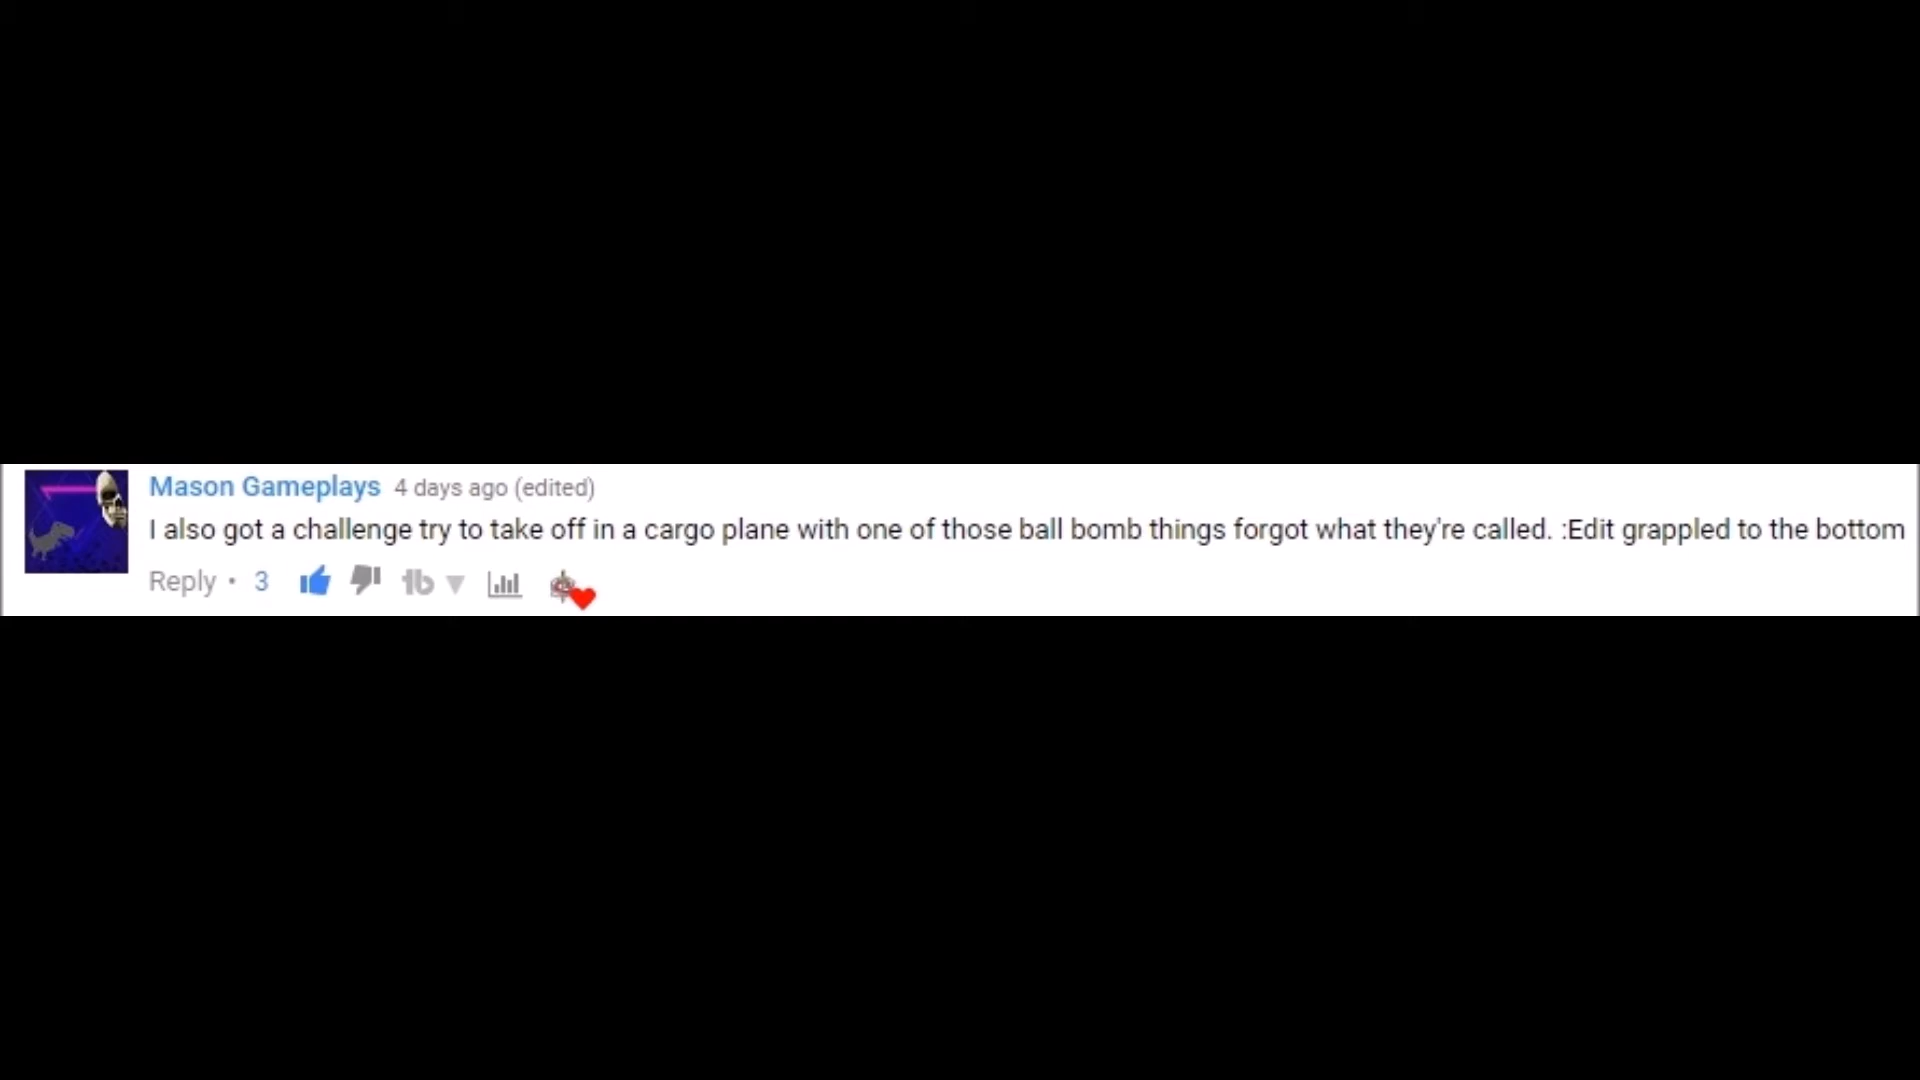 Mason Gameplays 4 days ago (edited)
I also got a challenge try to take off in a cargo plane with one of those ball bomb things forgot what they're called. :Edit grappled to the bottom
Reply • 3